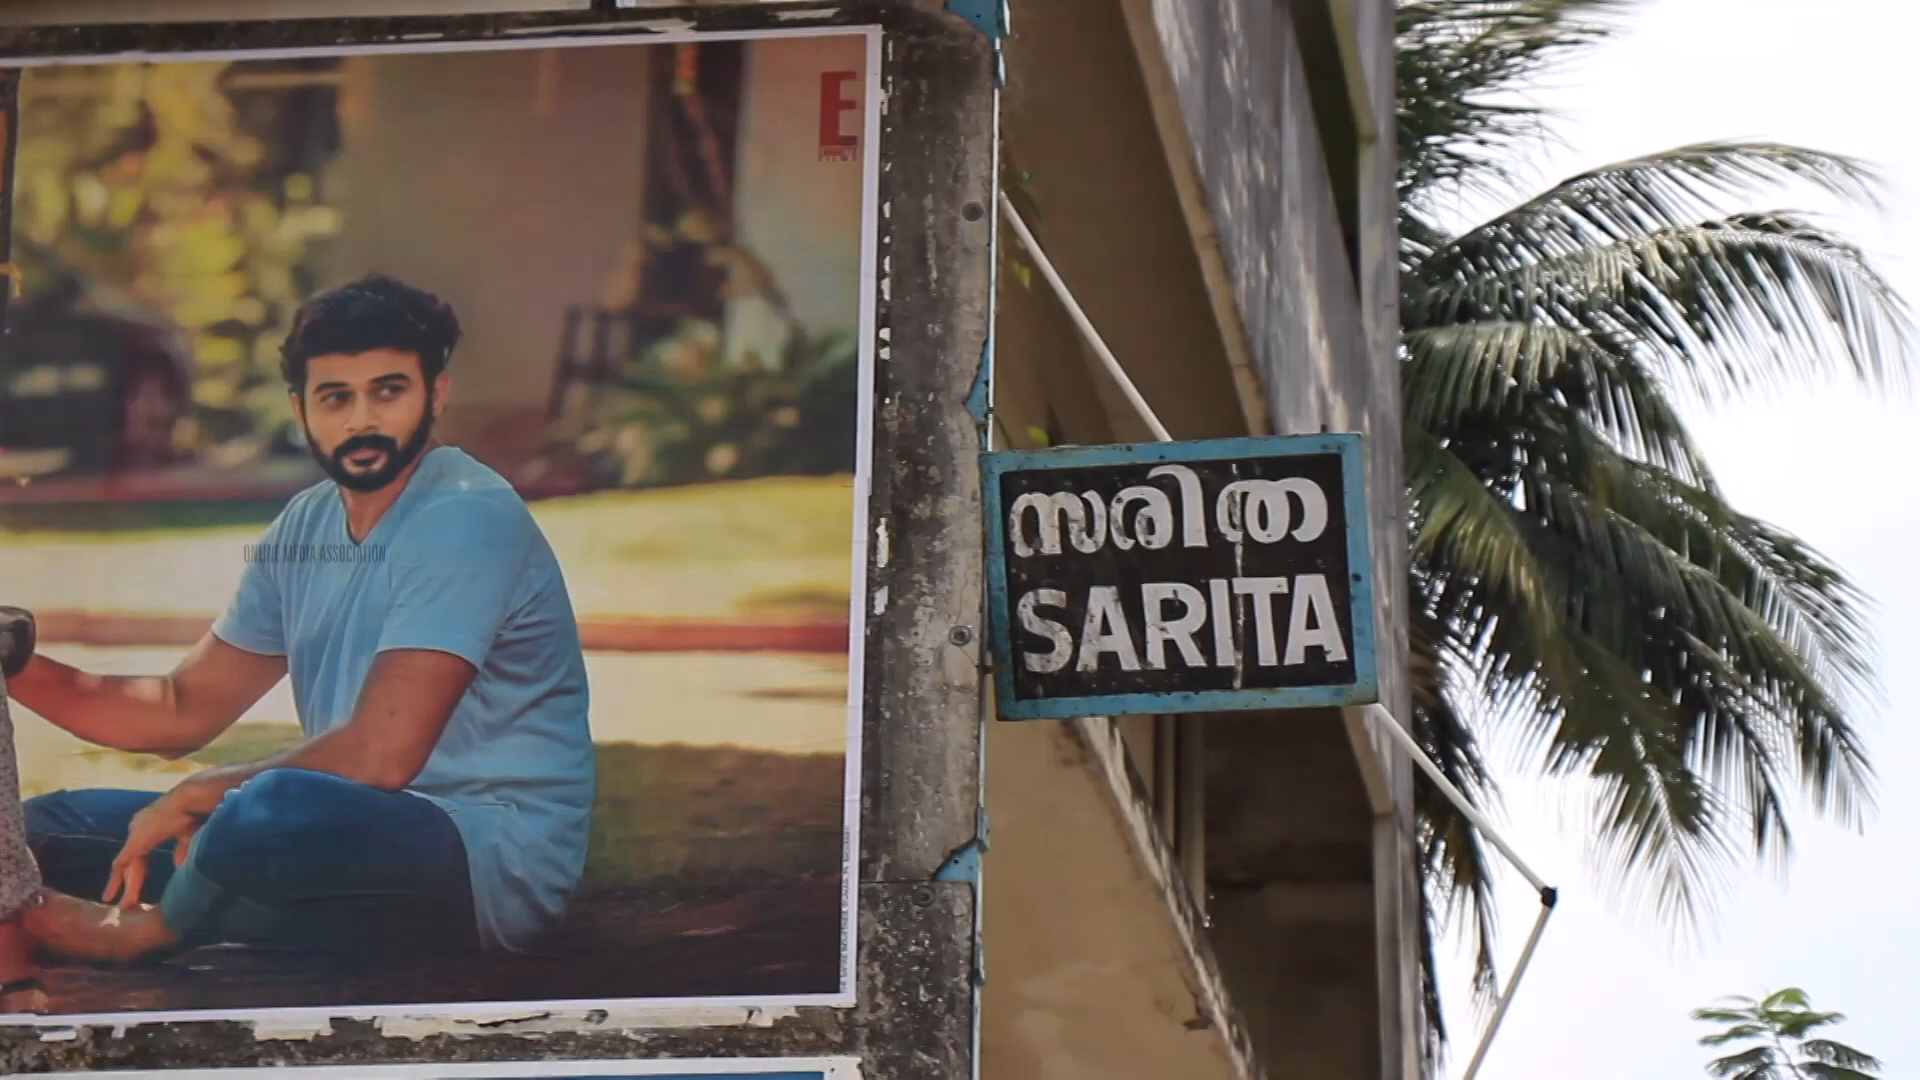 E
ONLINE MEDIA ASSOCIATION
സരിത
SARITA